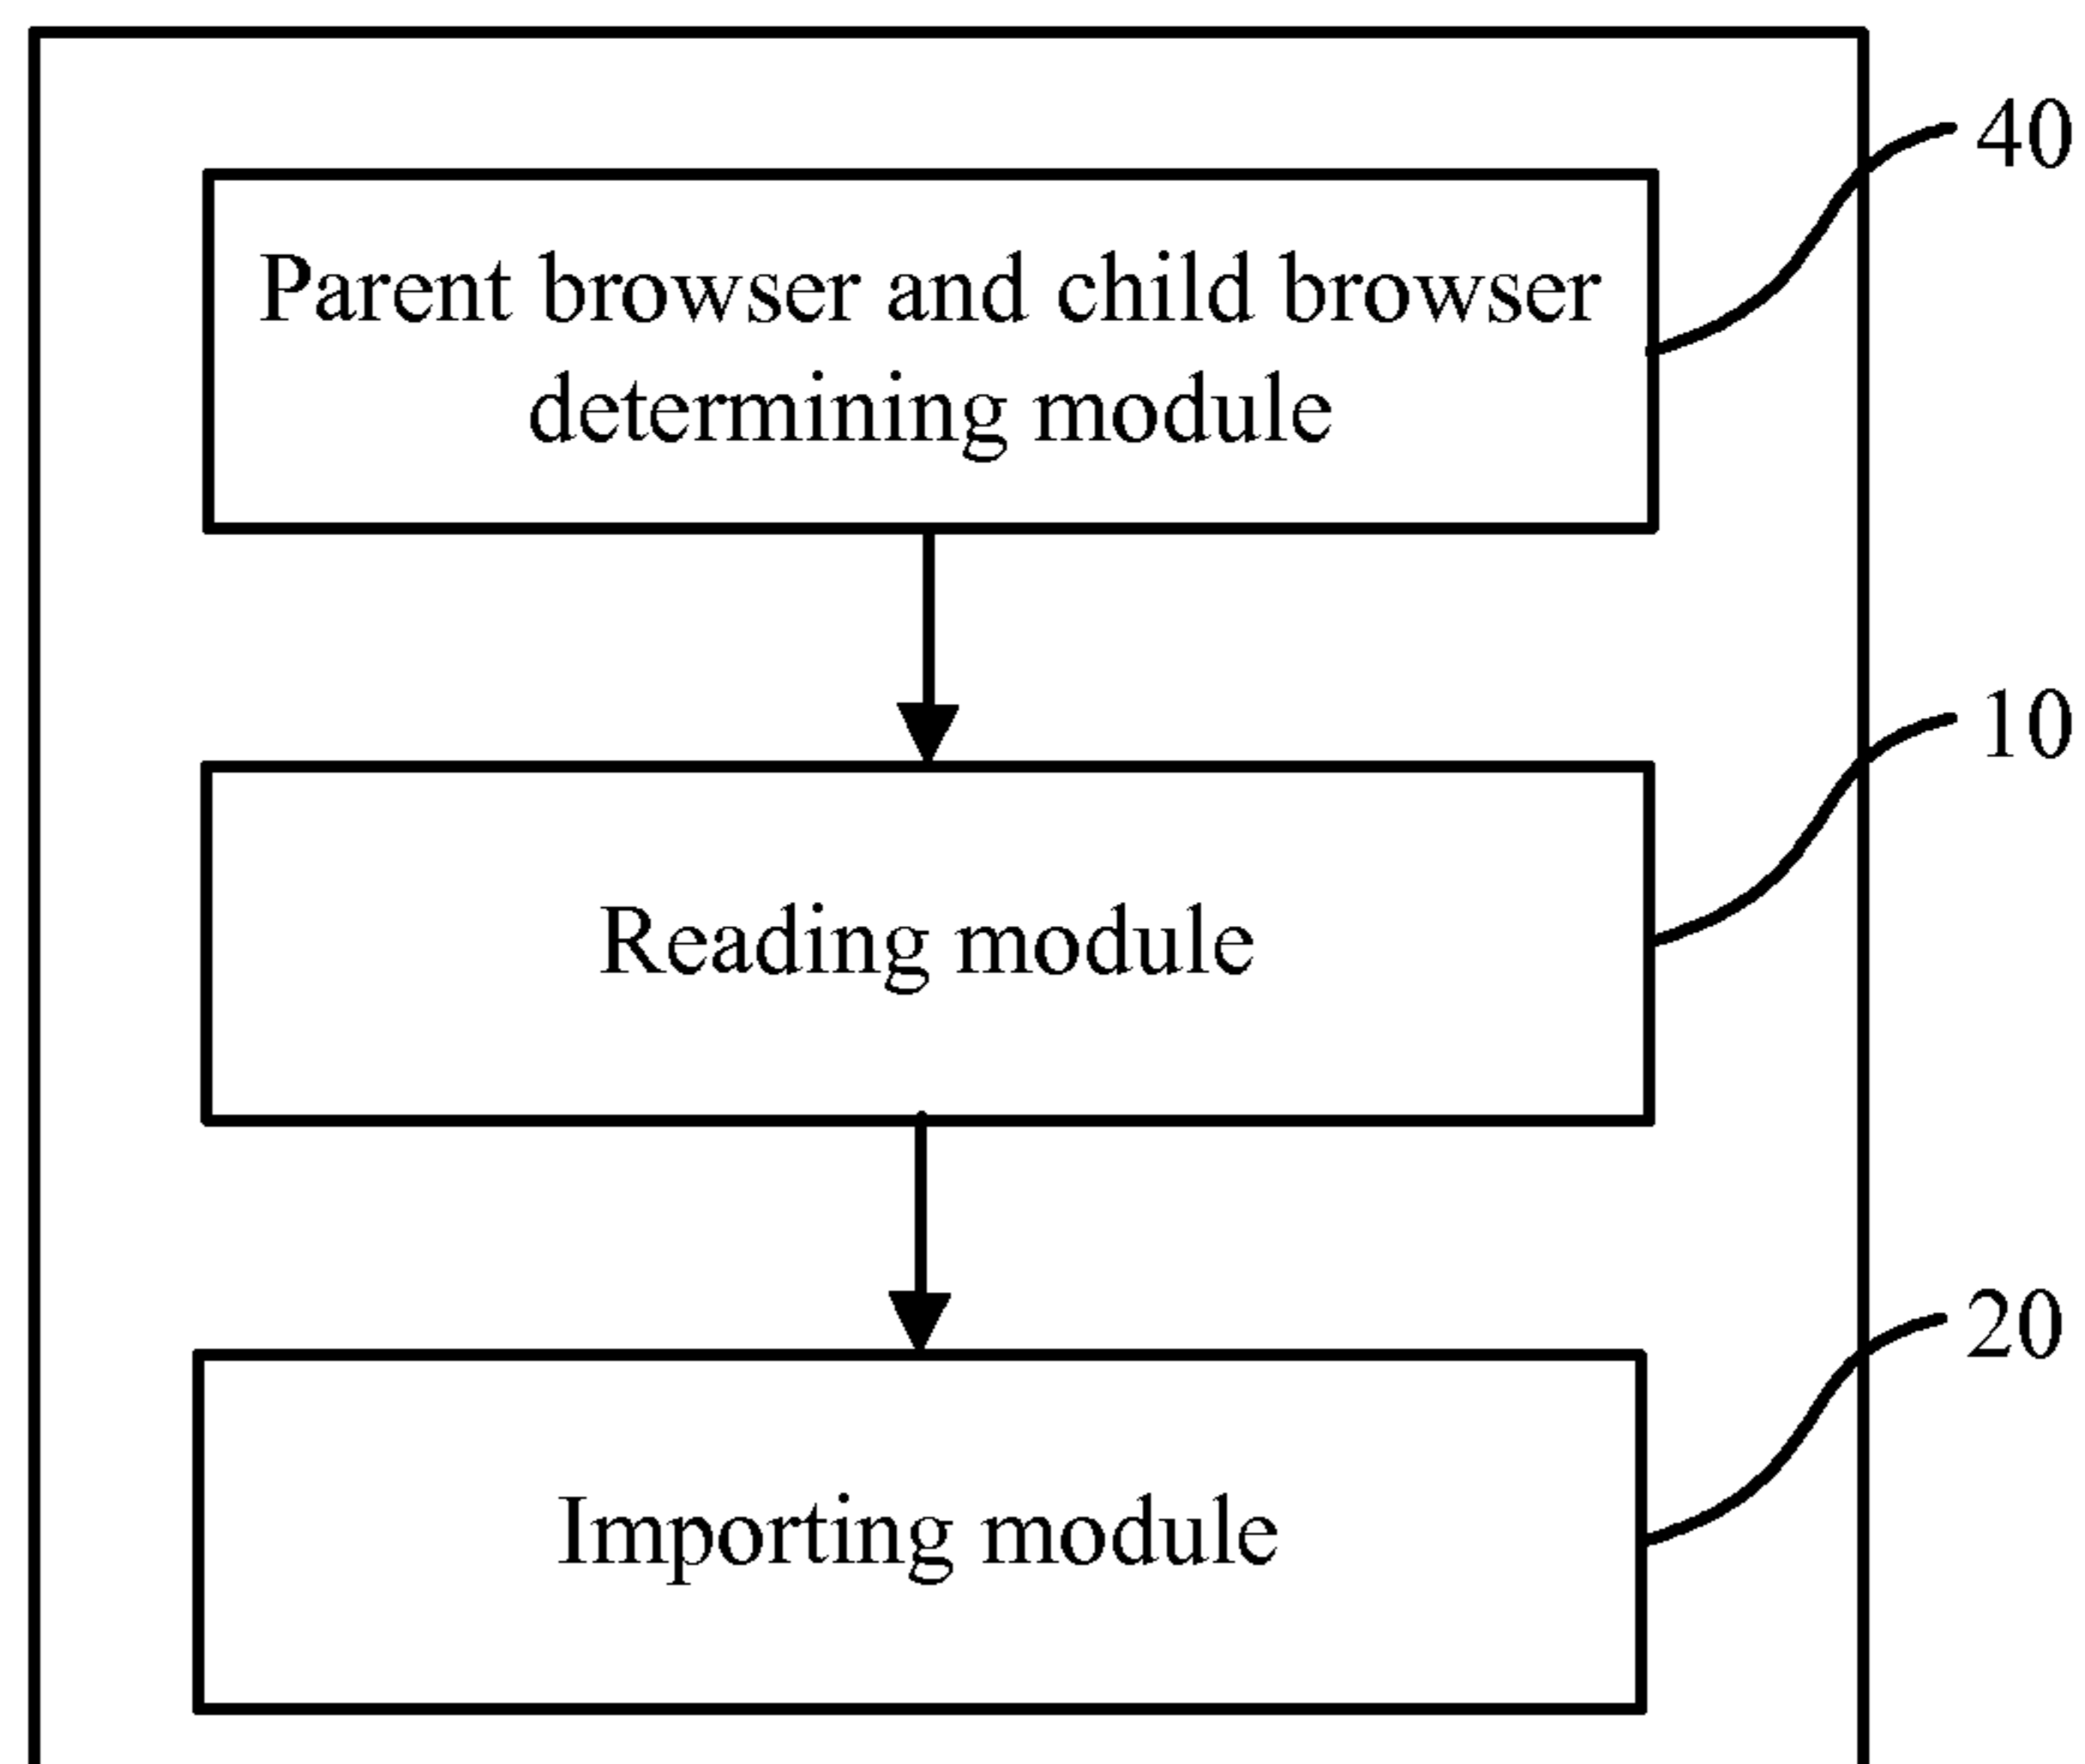 40
Parent browser and child browser
determining module
10
Reading module
20
Importing module